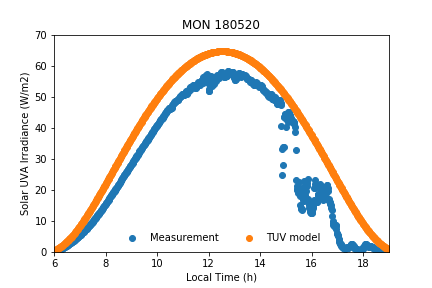 MON 180520
70
60
50
40
30
20
10
0
Solar UVA Irradiance (W/m2)
Measurement TUV model
6 8 10 12 14 16 18
Local Time (h)